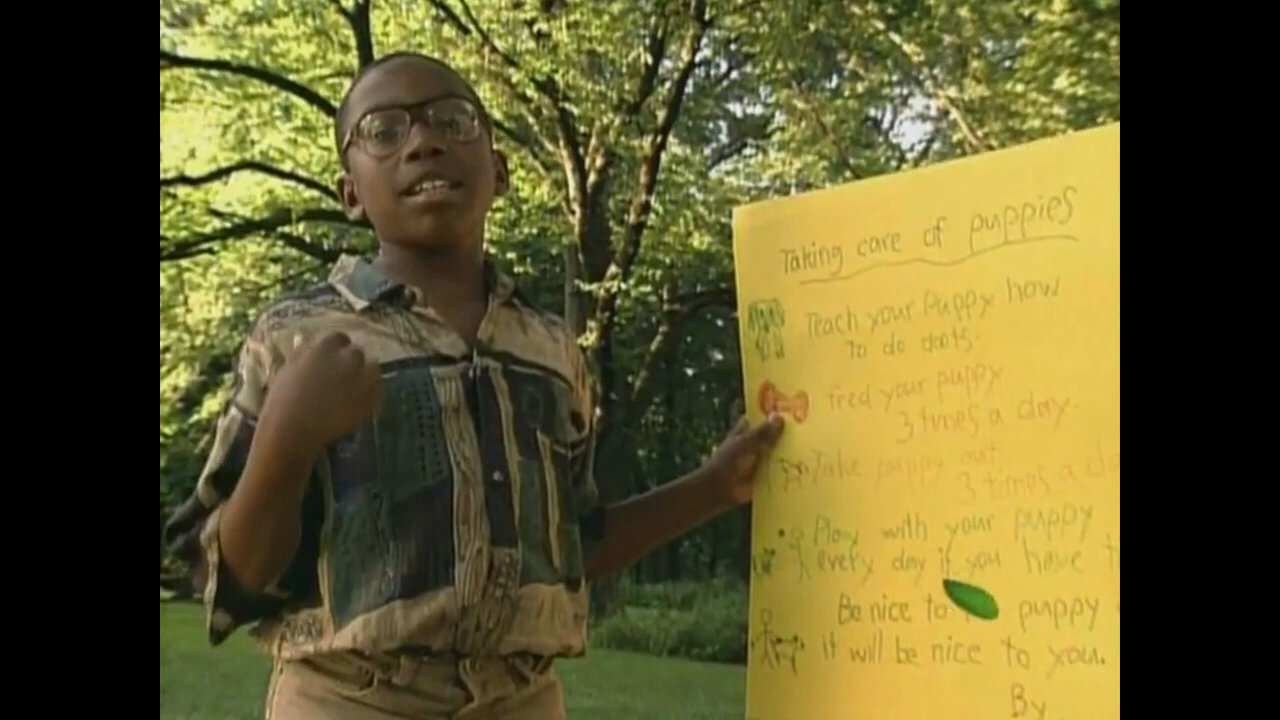 Taking care of puppies
Teach your Puppy how
to do
feed your puppy
3 times a day.
Take puppy out
3 times a
Play with your puppy
every day if you have
Be nice to puppy
it will be nice to you.
By